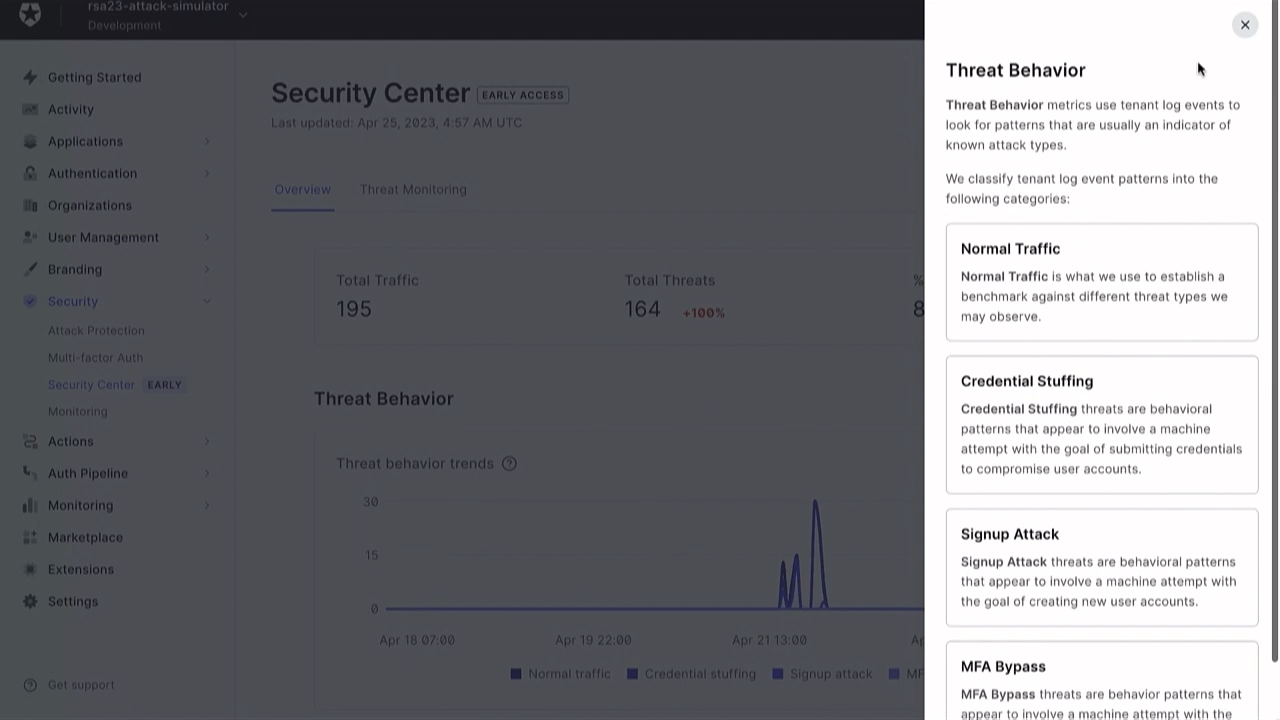 rsa23-attack-simulator
Development
Getting Started
Activity
Applications
Authentication
Organizations
User Management
Branding
Security
Attack Protection
Multi-factor Auth
Security Center EARLY
Monitoring
Actions
Auth Pipeline
Monitoring
Marketplace
Extensions
Settings
Get support
Security Center EARLY ACCESS
Last updated: Apr 25, 2023, 4:57 AM UTC
Overview Threat Monitoring
Total Traffic Total Threats %
195 164 +100% 8
Threat Behavior
Threat behavior trends
30
15
0
Apr 18 07:00 Apr 19 22:00 Apr 21 13:00 Ap
Normal traffic Credential stuffing Signup attack MF
Threat Behavior
Threat Behavior metrics use tenant log events to
look for patterns that are usually an indicator of
known attack types.
We classify tenant log event patterns into the
following categories:
Normal Traffic
Normal Traffic is what we use to establish a
benchmark against different threat types we
may observe.
Credential Stuffing
Credential Stuffing threats are behavioral
patterns that appear to involve a machine
attempt with the goal of submitting credentials
to compromise user accounts.
Signup Attack
Signup Attack threats are behavioral patterns
that appear to involve a machine attempt with
the goal of creating new user accounts.
MFA Bypass
MFA Bypass threats are behavior patterns that
appear to involve a machine attempt with the